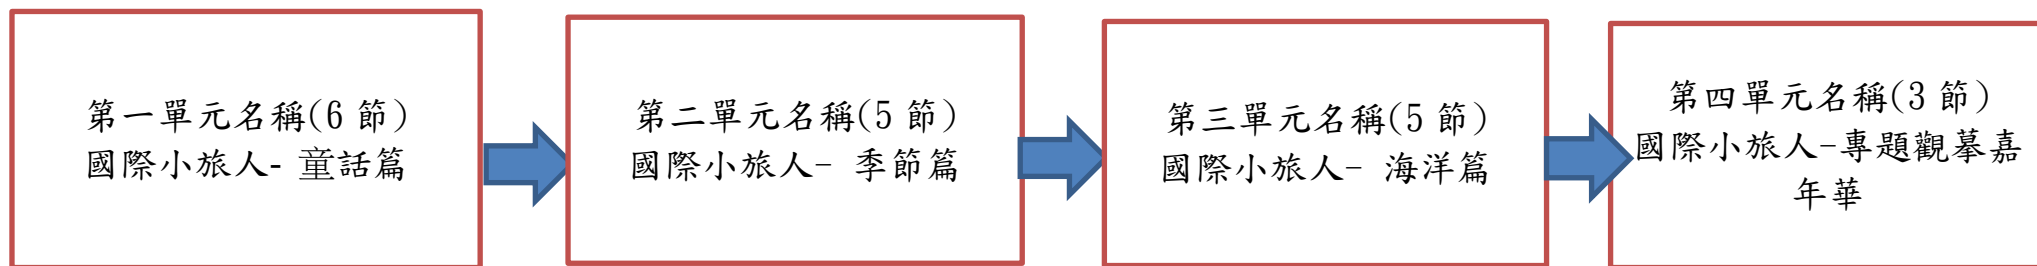 第一單元名稱(6 節)
國際小旅人- 童話篇
第二單元名稱(5 節)
國際小旅人- 季節篇
第三單元名稱(5 節)
國際小旅人- 海洋篇
第四單元名稱(3 節)
國際小旅人-專題觀摹嘉
年華